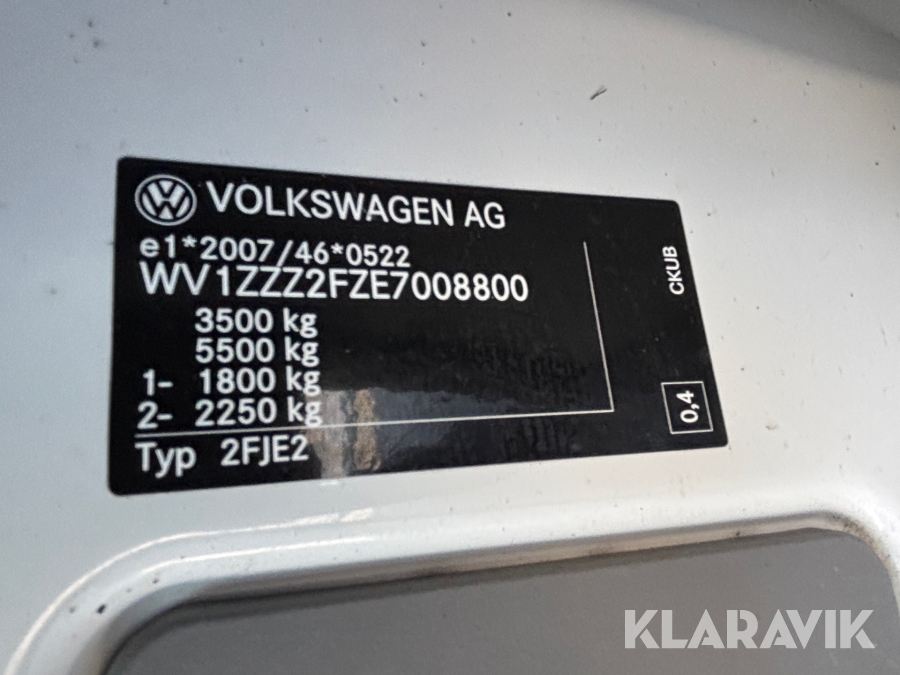 VOLKSWAGEN AG
e1*2007/46*0522
WV1ZZZ2FZE7008800
3500 kg
5500 kg
1- 1800 kg
2- 2250 kg
Typ 2FJE2
CKUB
0,4
KLARAVIK